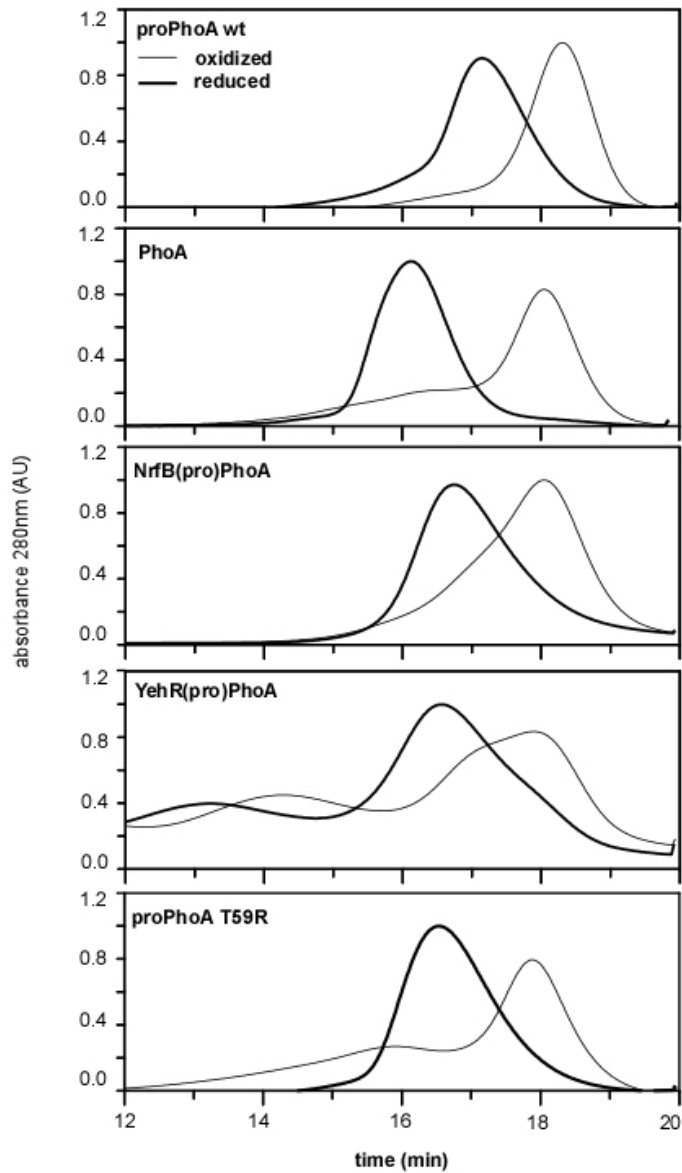 proPhoA wt
oxidized
reduced
1.2
0.8
0.4
0.0
PhoA
1.2
0.8
0.4
0.0
absorbance 280nm (AU)
NrfB(pro)PhoA
1.2
0.8
0.4
0.0
YehR(pro)PhoA
1.2
0.8
0.4
0.0
proPhoA T59R
1.2
0.8
0.4
0.0
12 14 16 18 20
time (min)